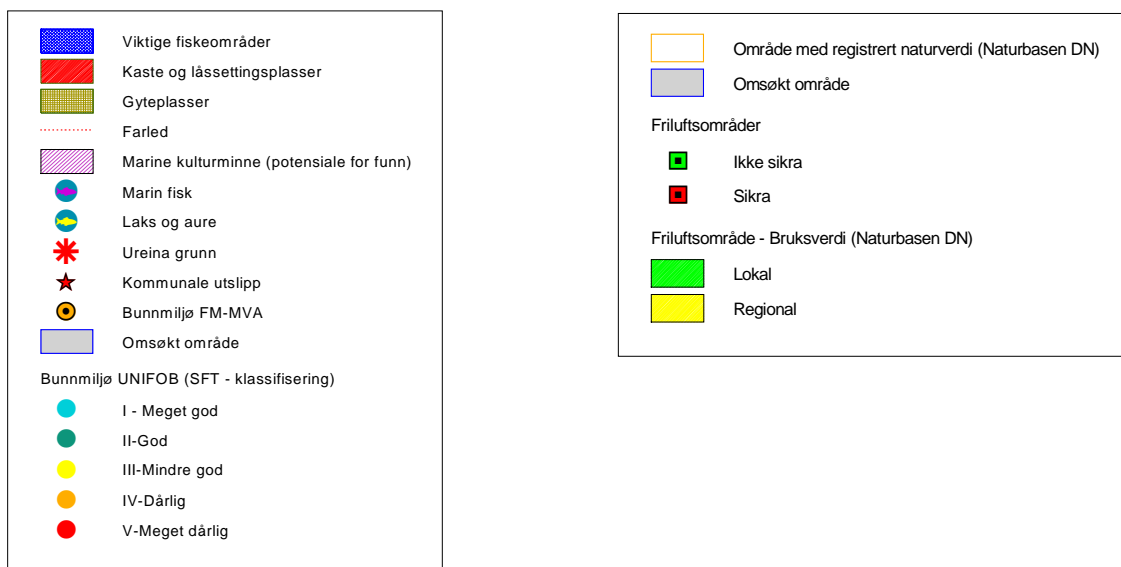 Viktige fiskeområder
Kaste og låssettingsplasser
Gyteplasser
Farled
Marine kulturminne (potensiale for funn)
Marin fisk
Laks og aure
Ureina grunn
Kommunale utslipp
Bunnmiljø FM-MVA
Omsøkt område
Bunnmiljø UNIFOB (SFT - klassifisering)
I - Meget god
II-God
III-Mindre god
IV-Dårlig
V-Meget dårlig
Område med registrert naturverdi (Naturbasen DN)
Omsøkt område
Friluftsområder
Ikke sikra
Sikra
Friluftsområde - Bruksverdi (Naturbasen DN)
Lokal
Regional